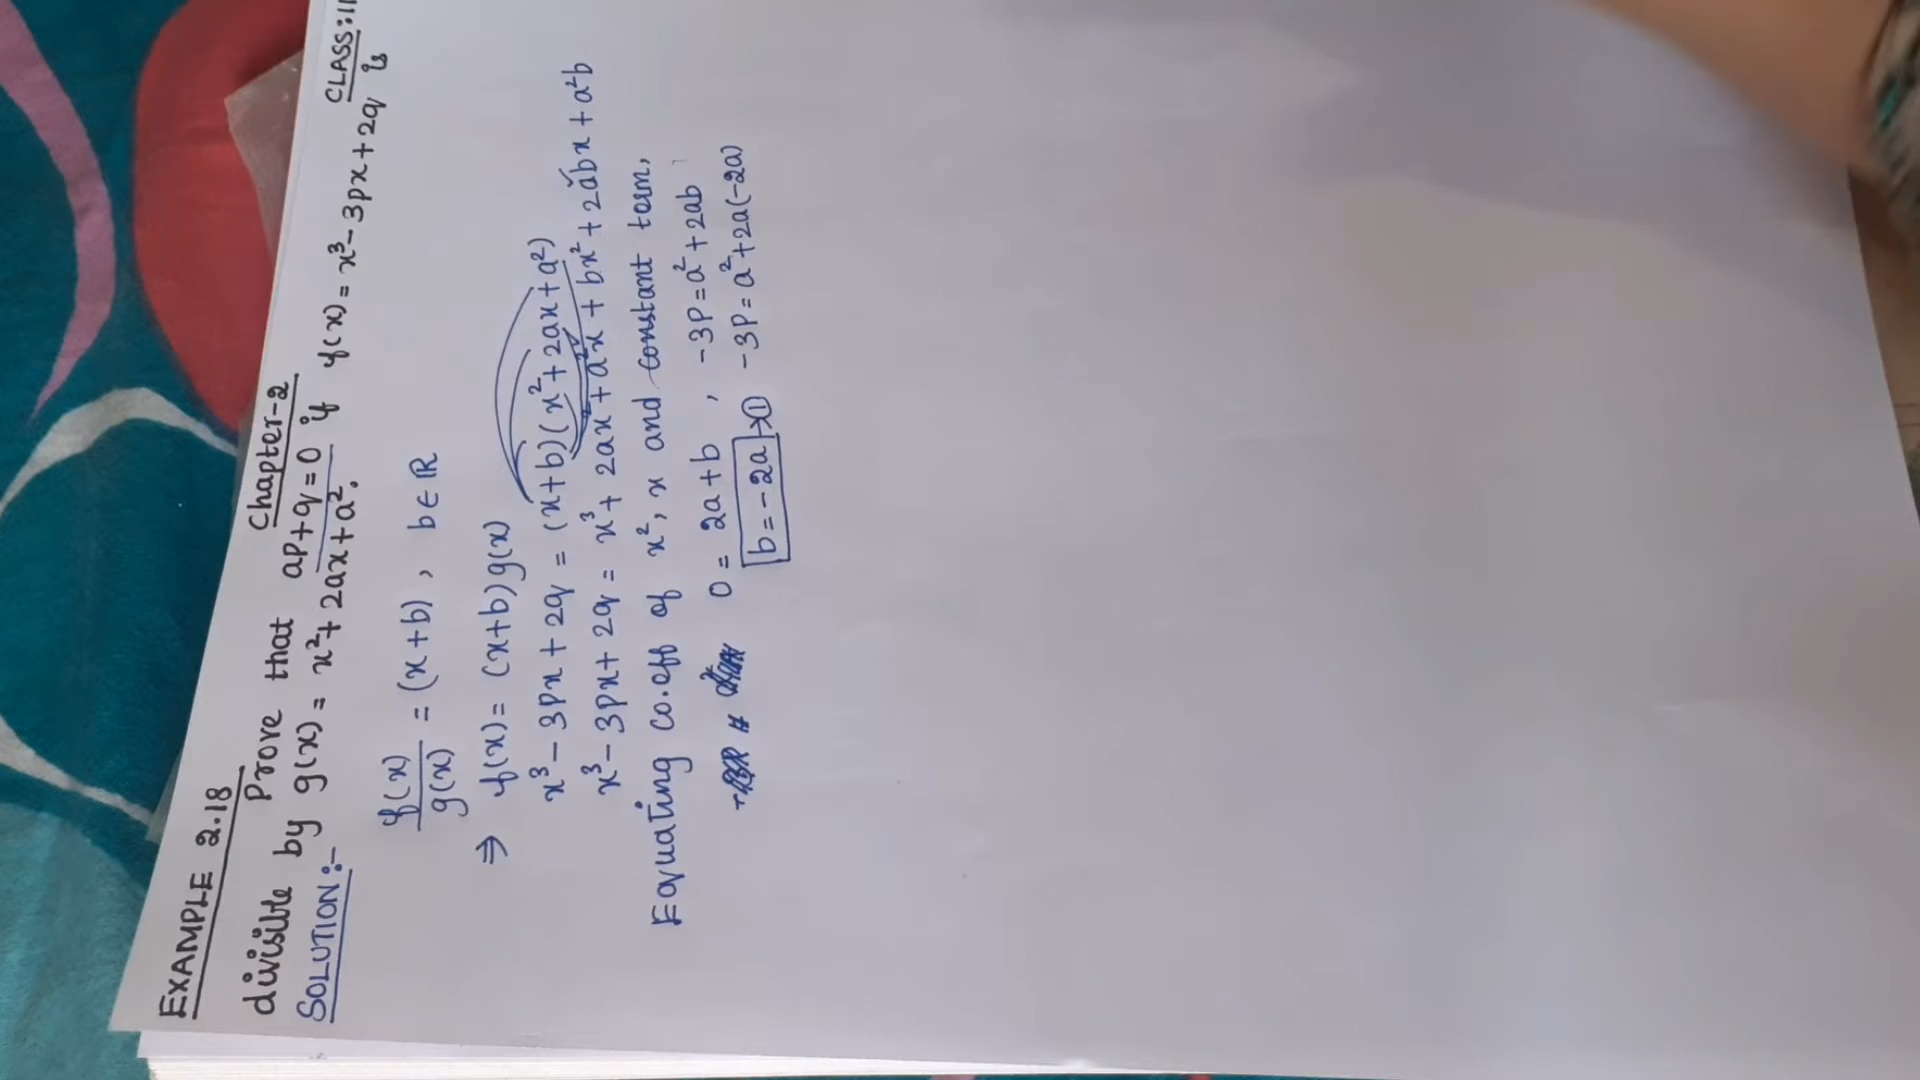 EXAMPLE 2.18 Chapter-2 CLASS:11
Prove that ap+q=0 if f(x) = x³-3px+2q is
divisible by g(x) = x²+2ax+a².
SOLUTION:-
f(x)/g(x) = (x+b), b∈ℝ
⇒ f(x) = (x+b) g(x)
x³-3px+2q = (x+b)(x²+2ax+a²)
x³-3px+2q = x³+2ax²+a²x+bx²+2abx+a²b
Equating co.eff of x², x and constant term,
0 = 2a+b , -3p = a²+2ab
b=-2a →① -3p = a²+2a(-2a)